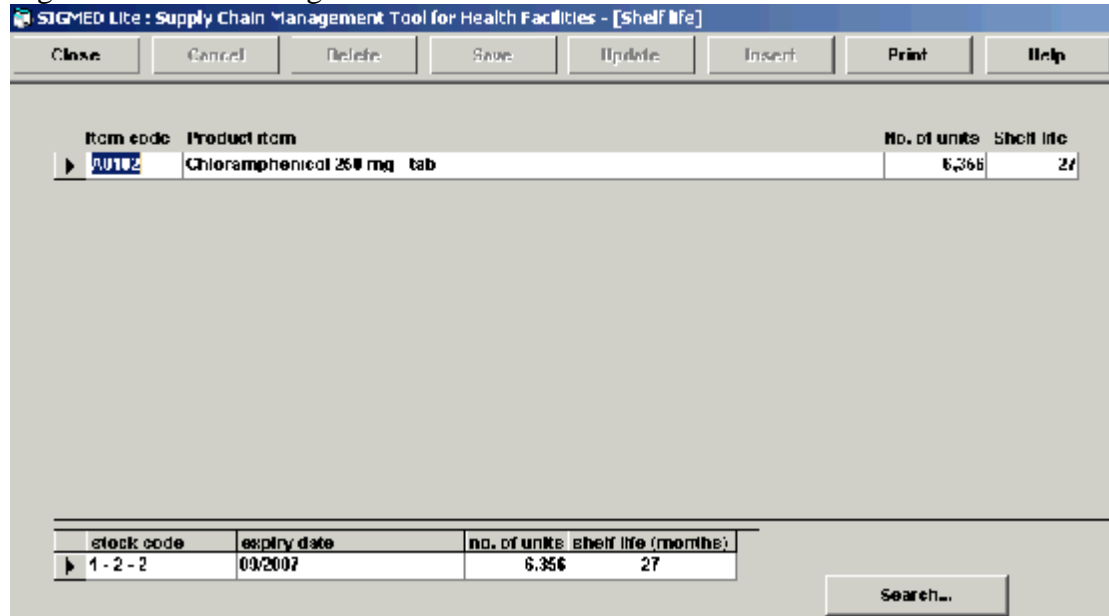 SIGMED Lite : Supply Chain Management Tool for Health Facilities - [Shelf life]
Close Cancel Delete Save Update Insert Print Help
Item code Product item No. of units Shelf life
A0102 Chloramphenicol 250 mg tab 27
stock code expiry date no. of units shelf life (months)
1 - 2 - 2 09/2007 6,356 27
Search...